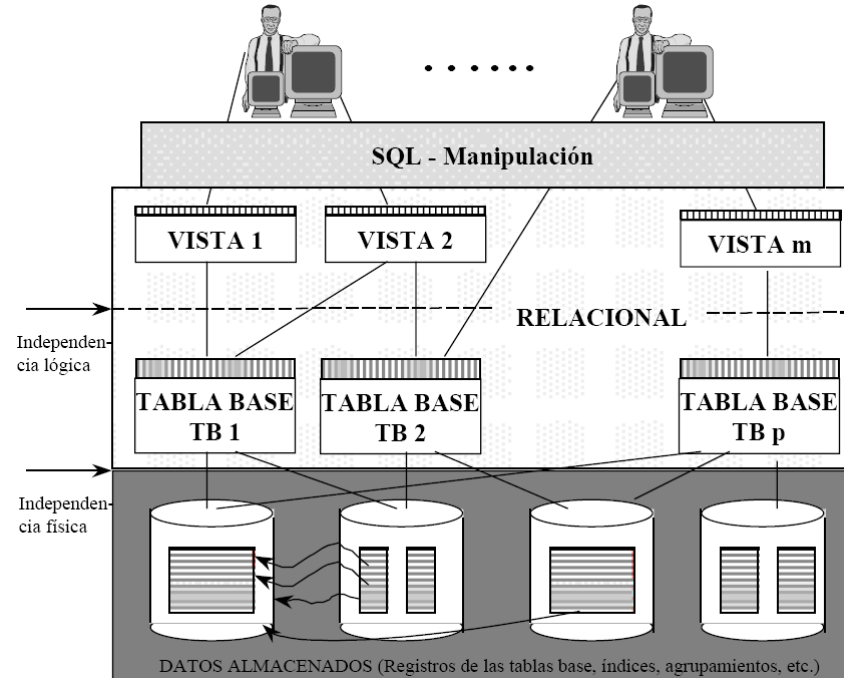 SQL - Manipulación
VISTA 1
VISTA 2
VISTA m
RELACIONAL
Independen-
cia lógica
TABLA BASE
TB 1
TABLA BASE
TB 2
TABLA BASE
TB p
Independen-
cia física
DATOS ALMACENADOS (Registros de las tablas base, índices, agrupamientos, etc.)